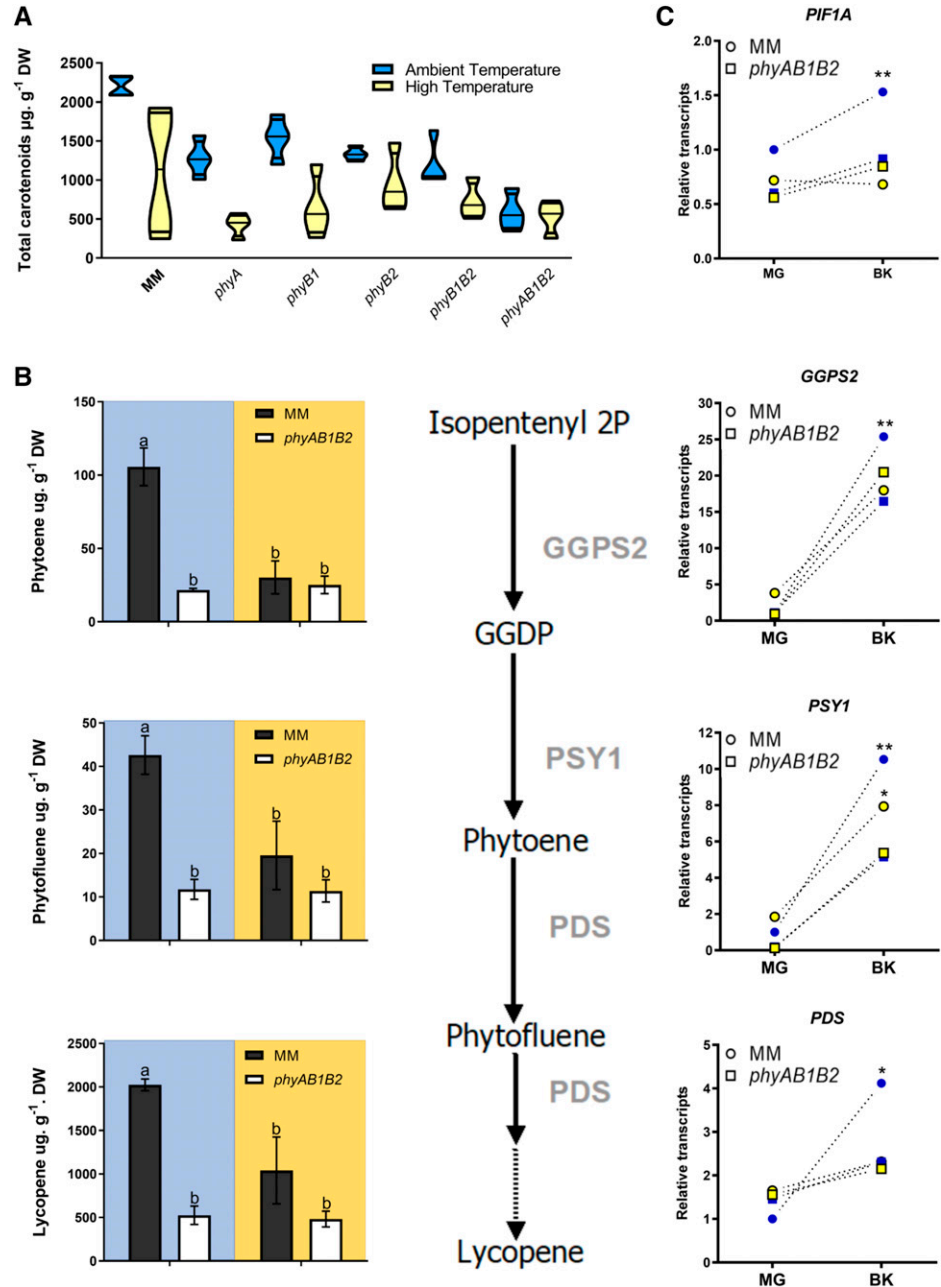 A
Total carotenoids µg. g⁻¹ DW
2500
2000
1500
1000
500
0
Ambient Temperature
High Temperature
MM
phyA
phyB1
phyB2
phyB1B2
phyAB1B2
C
PIF1A
Relative transcripts
2.0
1.5
1.0
0.5
0.0
MM
phyAB1B2
**
MG
BK
B
Phytoene ug. g⁻¹ DW
150
100
50
0
MM
phyAB1B2
a
b
b
b
Phytofluene ug. g⁻¹ DW
50
40
30
20
10
0
MM
phyAB1B2
a
b
b
b
Lycopene ug. g⁻¹. DW
2500
2000
1500
1000
500
0
MM
phyAB1B2
a
b
b
b
Isopentenyl 2P
GGPS2
GGDP
PSY1
Phytoene
PDS
Phytofluene
PDS
Lycopene
GGPS2
Relative transcripts
30
25
20
15
10
5
0
MM
phyAB1B2
**
MG
BK
PSY1
Relative transcripts
12
10
8
6
4
2
0
MM
phyAB1B2
**
*
MG
BK
PDS
Relative transcripts
5
4
3
2
1
0
MM
phyAB1B2
*
MG
BK